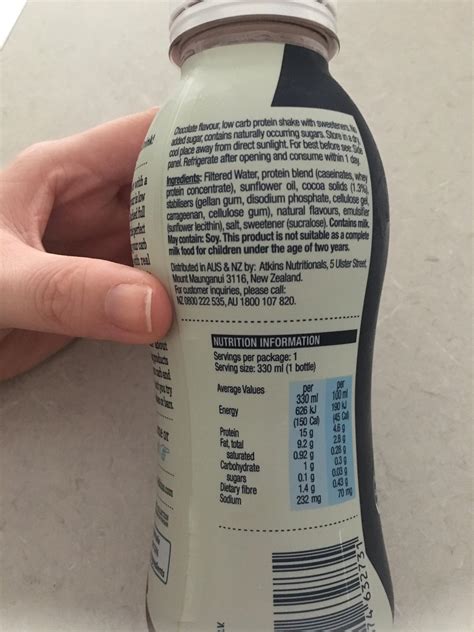 Chocolate flavour, low carb protein shake with sweeteners. No
added sugar, contains naturally occurring sugars. Store in a dry,
cool place away from direct sunlight. For best before see: Side
panel. Refrigerate after opening and consume within 1 day.
Ingredients: Filtered Water, protein blend (caseinates, whey
protein concentrate), sunflower oil, cocoa solids (1.3%),
stabilisers (gellan gum, disodium phosphate, cellulose gel,
carrageenan, cellulose gum), natural flavours, emulsifier
(sunflower lecithin), salt, sweetener (sucralose). Contains milk.
May contain: Soy. This product is not suitable as a complete
milk food for children under the age of two years.
Distributed in AUS & NZ by: Atkins Nutritionals, 5 Ulster Street,
Mount Maunganui 3116, New Zealand.
For customer inquiries, please call:
NZ 0800 222 535, AU 1800 107 820.
NUTRITION INFORMATION
Servings per package: 1
Serving size: 330 ml (1 bottle)
Average Values per 330 ml per 100 ml
Energy 626 kJ 190 kJ
(150 Cal) (45 Cal)
Protein 15 g 4.6 g
Fat, total 9.2 g 2.8 g
saturated 0.92 g 0.28 g
Carbohydrate 1 g 0.3 g
sugars 0.1 g 0.03 g
Dietary fibre 1.4 g 0.43 g
Sodium 232 mg 70 mg